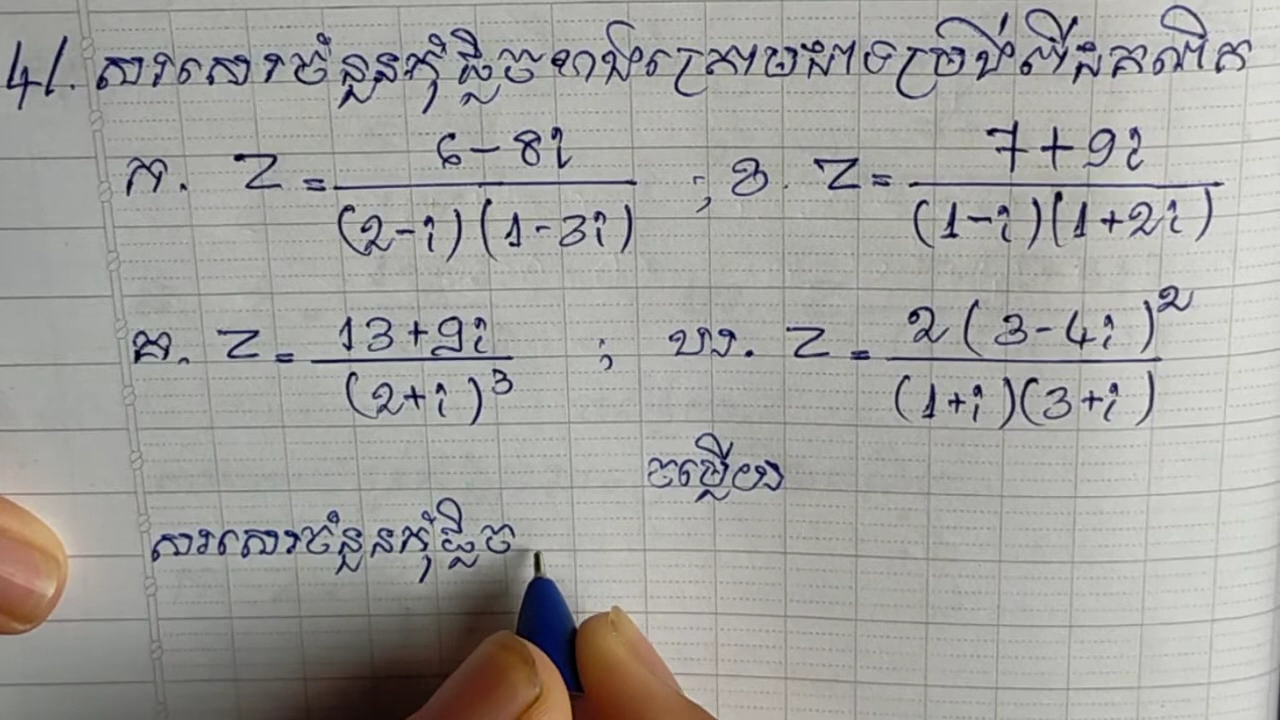 41. សរសេរចំនួនកុំផ្លិចខាងក្រោមជាទម្រង់ពីជគណិត
ក. Z = (6-8i)/((2-i)(1-3i)) ; ខ. Z = (7+9i)/((1-i)(1+2i))
គ. Z = (13+9i)/(2+i)³ ; ឃ. Z = 2(3-4i)²/((1+i)(3+i))
ចម្លើយ
សរសេរចំនួនកុំផ្លិច